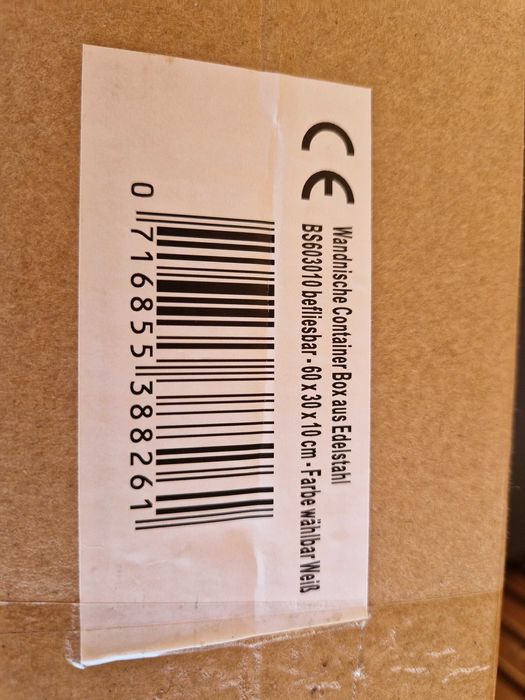 CE
Wandnische Container Box aus Edelstahl
BS603010 befliesbar - 60 x 30 x 10 cm - Farbe wählbar Weiß
0 716855 388261